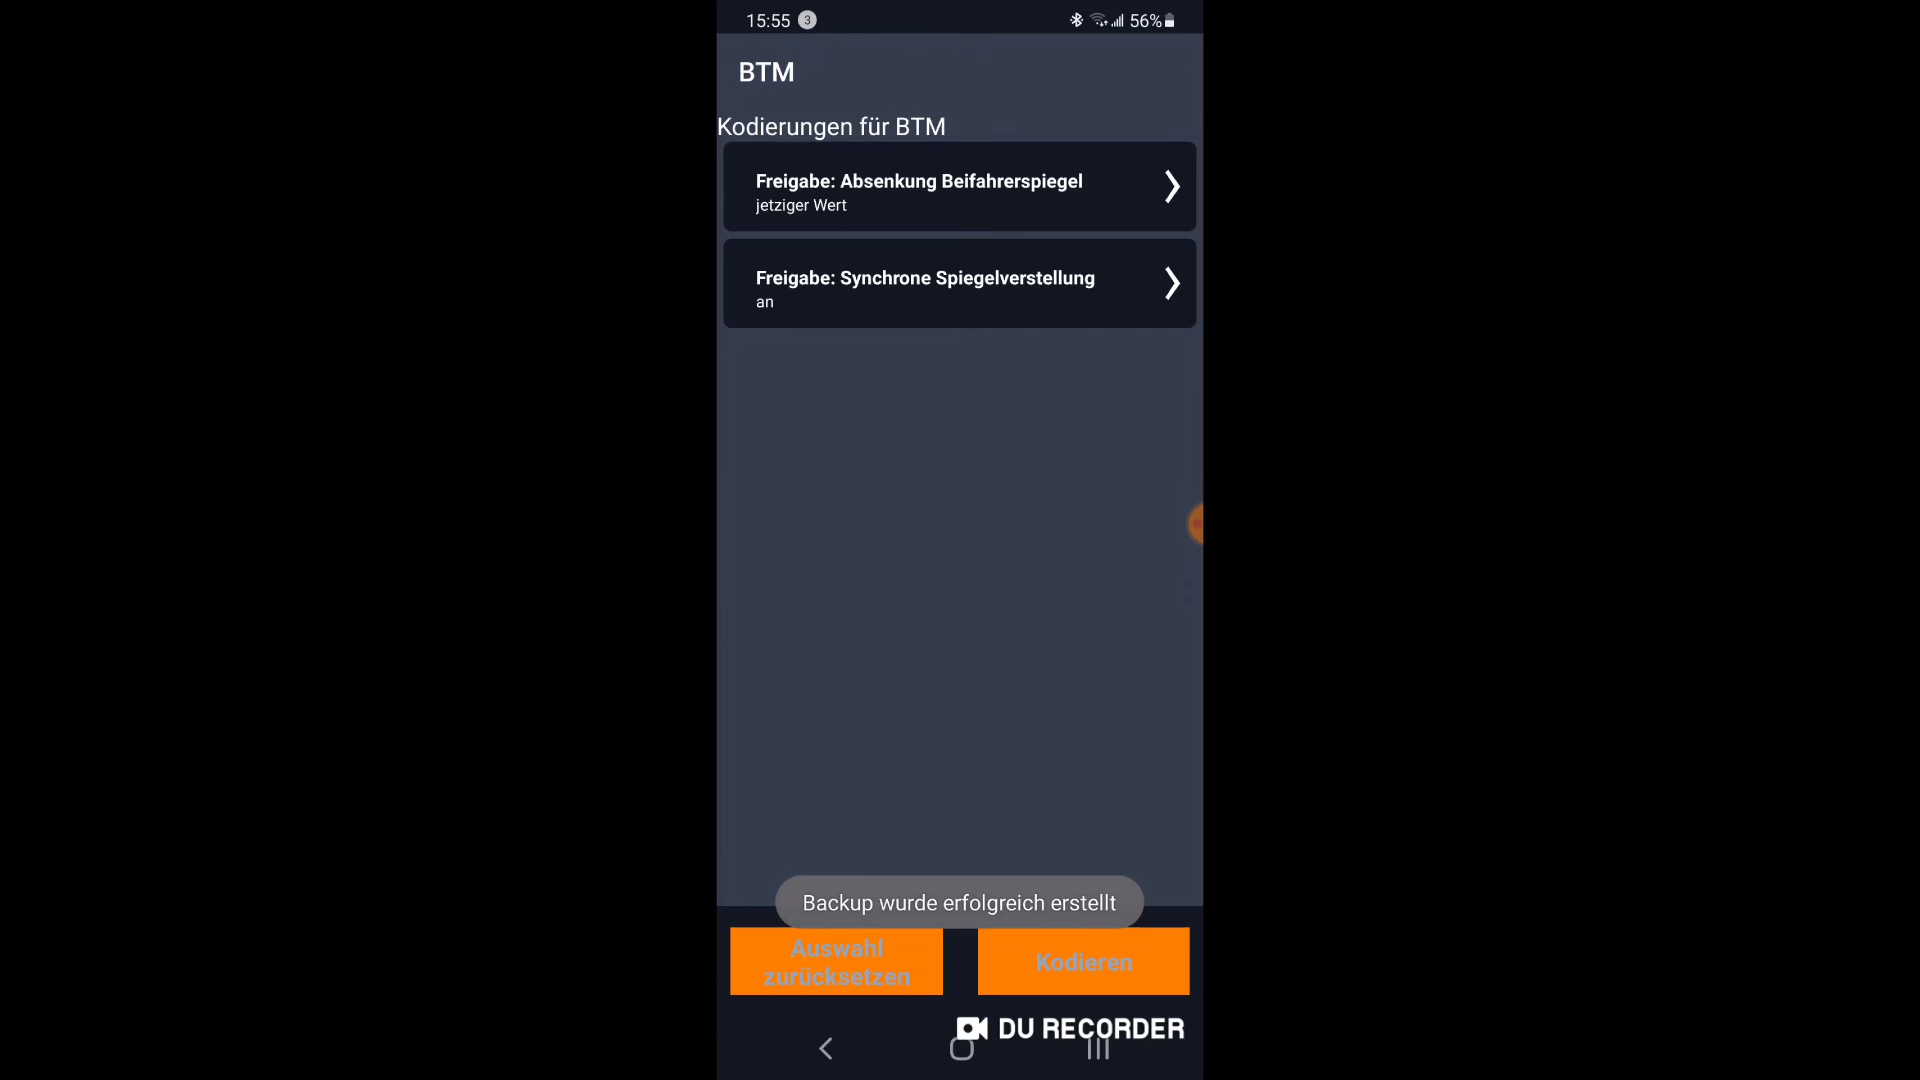 15:55 3 56%
BTM
Kodierungen für BTM
Freigabe: Absenkung Beifahrerspiegel
jetziger Wert
Freigabe: Synchrone Spiegelverstellung
an
Backup wurde erfolgreich erstellt
Auswahl
zurücksetzen
Kodieren
DU RECORDER